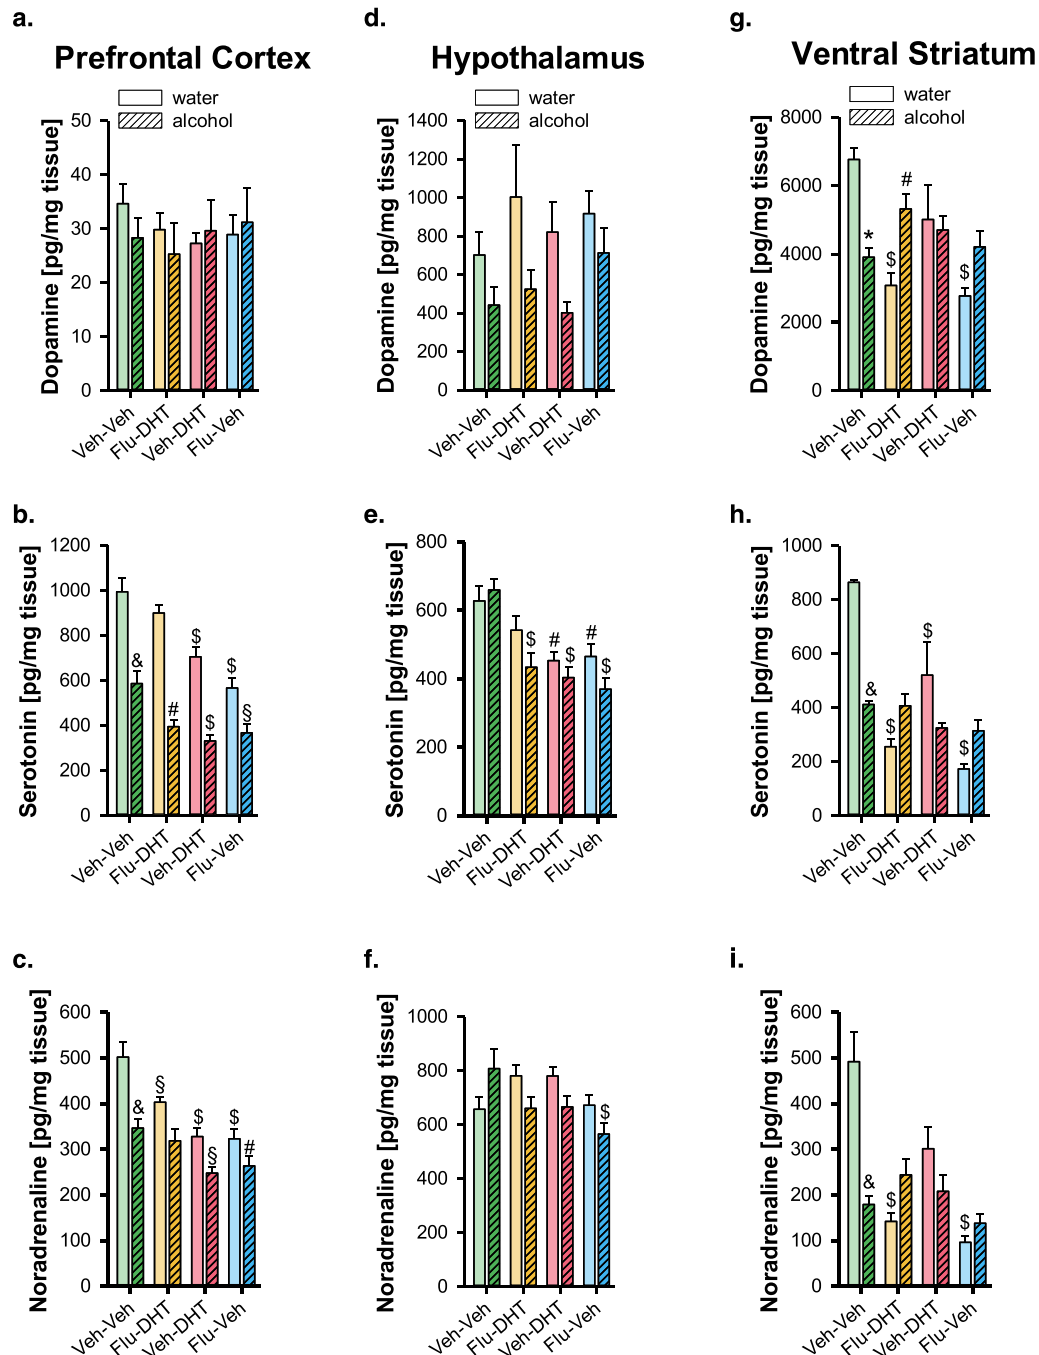 a.
Prefrontal Cortex
water
alcohol
Dopamine [pg/mg tissue]
50
40
30
20
10
0
Veh-Veh
Flu-DHT
Veh-DHT
Flu-Veh
d.
Hypothalamus
water
alcohol
Dopamine [pg/mg tissue]
1400
1200
1000
800
600
400
200
0
Veh-Veh
Flu-DHT
Veh-DHT
Flu-Veh
g.
Ventral Striatum
water
alcohol
Dopamine [pg/mg tissue]
8000
6000
4000
2000
0
*
$
#
$
Veh-Veh
Flu-DHT
Veh-DHT
Flu-Veh
b.
Serotonin [pg/mg tissue]
1200
1000
800
600
400
200
0
&
#
$
$
$
§
Veh-Veh
Flu-DHT
Veh-DHT
Flu-Veh
e.
Serotonin [pg/mg tissue]
800
600
400
200
0
$
#
$
#
$
Veh-Veh
Flu-DHT
Veh-DHT
Flu-Veh
h.
Serotonin [pg/mg tissue]
1000
800
600
400
200
0
&
$
$
$
Veh-Veh
Flu-DHT
Veh-DHT
Flu-Veh
c.
Noradrenaline [pg/mg tissue]
600
500
400
300
200
100
0
&
§
$
§
$
#
Veh-Veh
Flu-DHT
Veh-DHT
Flu-Veh
f.
Noradrenaline [pg/mg tissue]
1000
800
600
400
200
0
$
Veh-Veh
Flu-DHT
Veh-DHT
Flu-Veh
i.
Noradrenaline [pg/mg tissue]
600
500
400
300
200
100
0
&
$
$
Veh-Veh
Flu-DHT
Veh-DHT
Flu-Veh